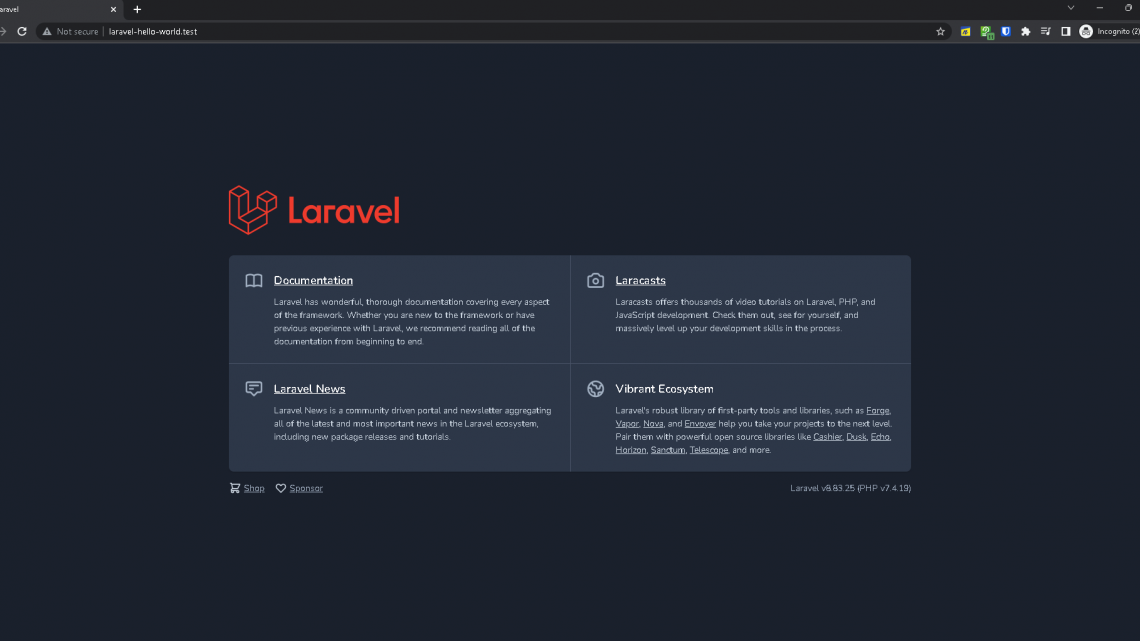 aravel
Not secure | laravel-hello-world.test
Incognito (2)
Laravel
Documentation
Laravel has wonderful, thorough documentation covering every aspect
of the framework. Whether you are new to the framework or have
previous experience with Laravel, we recommend reading all of the
documentation from beginning to end.
Laracasts
Laracasts offers thousands of video tutorials on Laravel, PHP, and
JavaScript development. Check them out, see for yourself, and
massively level up your development skills in the process.
Laravel News
Laravel News is a community driven portal and newsletter aggregating
all of the latest and most important news in the Laravel ecosystem,
including new package releases and tutorials.
Vibrant Ecosystem
Laravel's robust library of first-party tools and libraries, such as Forge,
Vapor, Nova, and Envoyer help you take your projects to the next level.
Pair them with powerful open source libraries like Cashier, Dusk, Echo,
Horizon, Sanctum, Telescope, and more.
Shop
Sponsor
Laravel v8.83.25 (PHP v7.4.19)